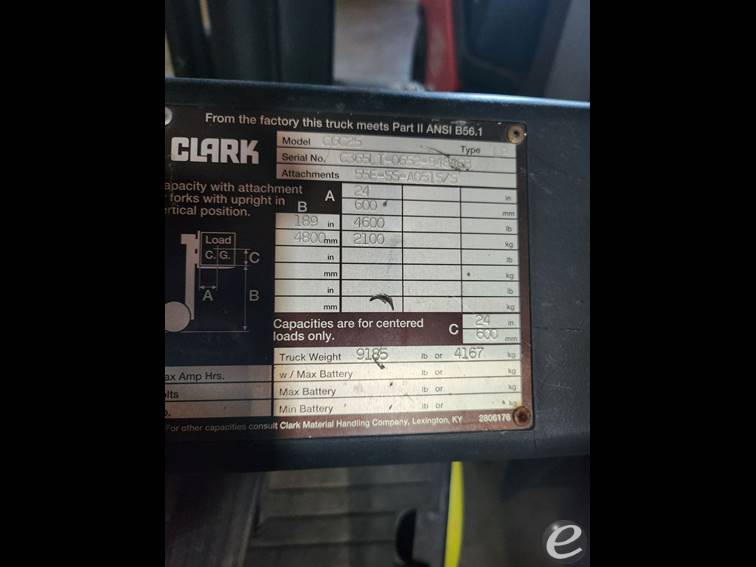 From the factory this truck meets Part II ANSI B56.1
CLARK
Model CGC25 Type
Serial No.
Attachments
apacity with attachment
forks with upright in
rtical position.
A 24 in
B 600 mm
189 in 4600 lb
4800 mm 2100 kg
in lb
mm kg
in lb
mm kg
Load
C. G. C
A B
Capacities are for centered
loads only.
C 24 in.
600 mm
Truck Weight 9185 lb or 4167 kg
ax Amp Hrs. w / Max Battery lb or kg
lts Max Battery lb or kg
Min Battery lb or kg
For other capacities consult Clark Material Handling Company, Lexington, KY 2806176
e